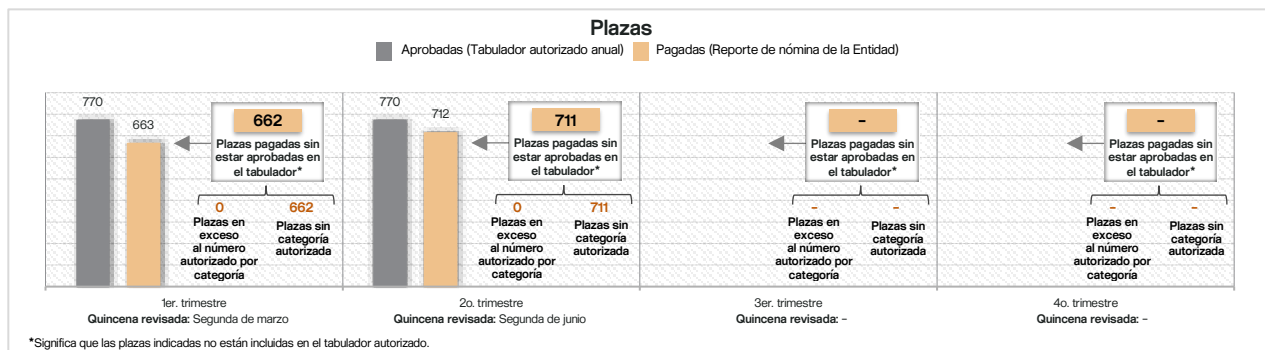 Plazas
Aprobadas (Tabulador autorizado anual) Pagadas (Reporte de nómina de la Entidad)
770
663
662
Plazas pagadas sin
estar aprobadas en
el tabulador*
0
Plazas en
exceso
al número
autorizado por
categoría
662
Plazas sin
categoría
autorizada
1er. trimestre
Quincena revisada: Segunda de marzo
770
712
711
Plazas pagadas sin
estar aprobadas en
el tabulador*
0
Plazas en
exceso
al número
autorizado por
categoría
711
Plazas sin
categoría
autorizada
2o. trimestre
Quincena revisada: Segunda de junio
–
Plazas pagadas sin
estar aprobadas en
el tabulador*
–
Plazas en
exceso
al número
autorizado por
categoría
–
Plazas sin
categoría
autorizada
3er. trimestre
Quincena revisada: –
–
Plazas pagadas sin
estar aprobadas en
el tabulador*
–
Plazas en
exceso
al número
autorizado por
categoría
–
Plazas sin
categoría
autorizada
4o. trimestre
Quincena revisada: –
*Significa que las plazas indicadas no están incluidas en el tabulador autorizado.